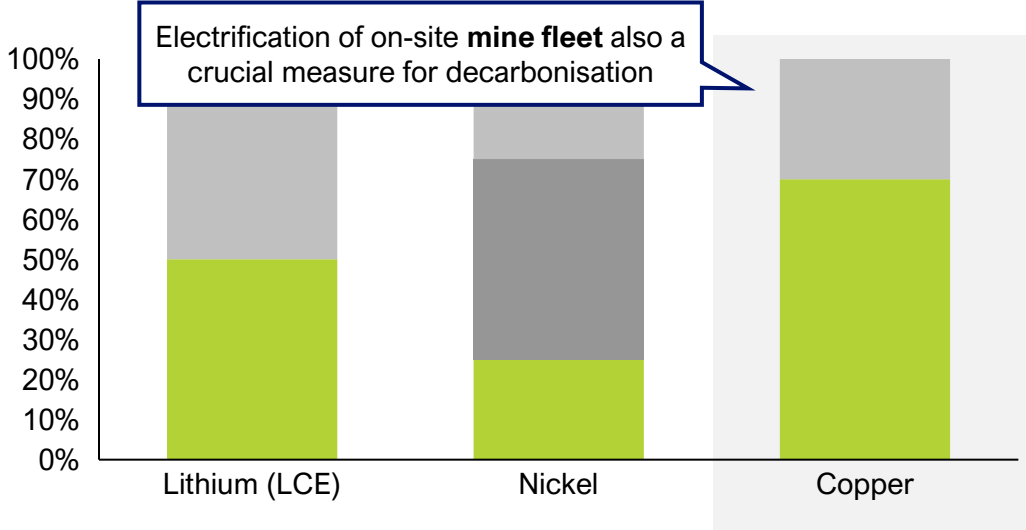 Electrification of on-site mine fleet also a
crucial measure for decarbonisation
100%
90%
80%
70%
60%
50%
40%
30%
20%
10%
0%
Lithium (LCE)
Nickel
Copper